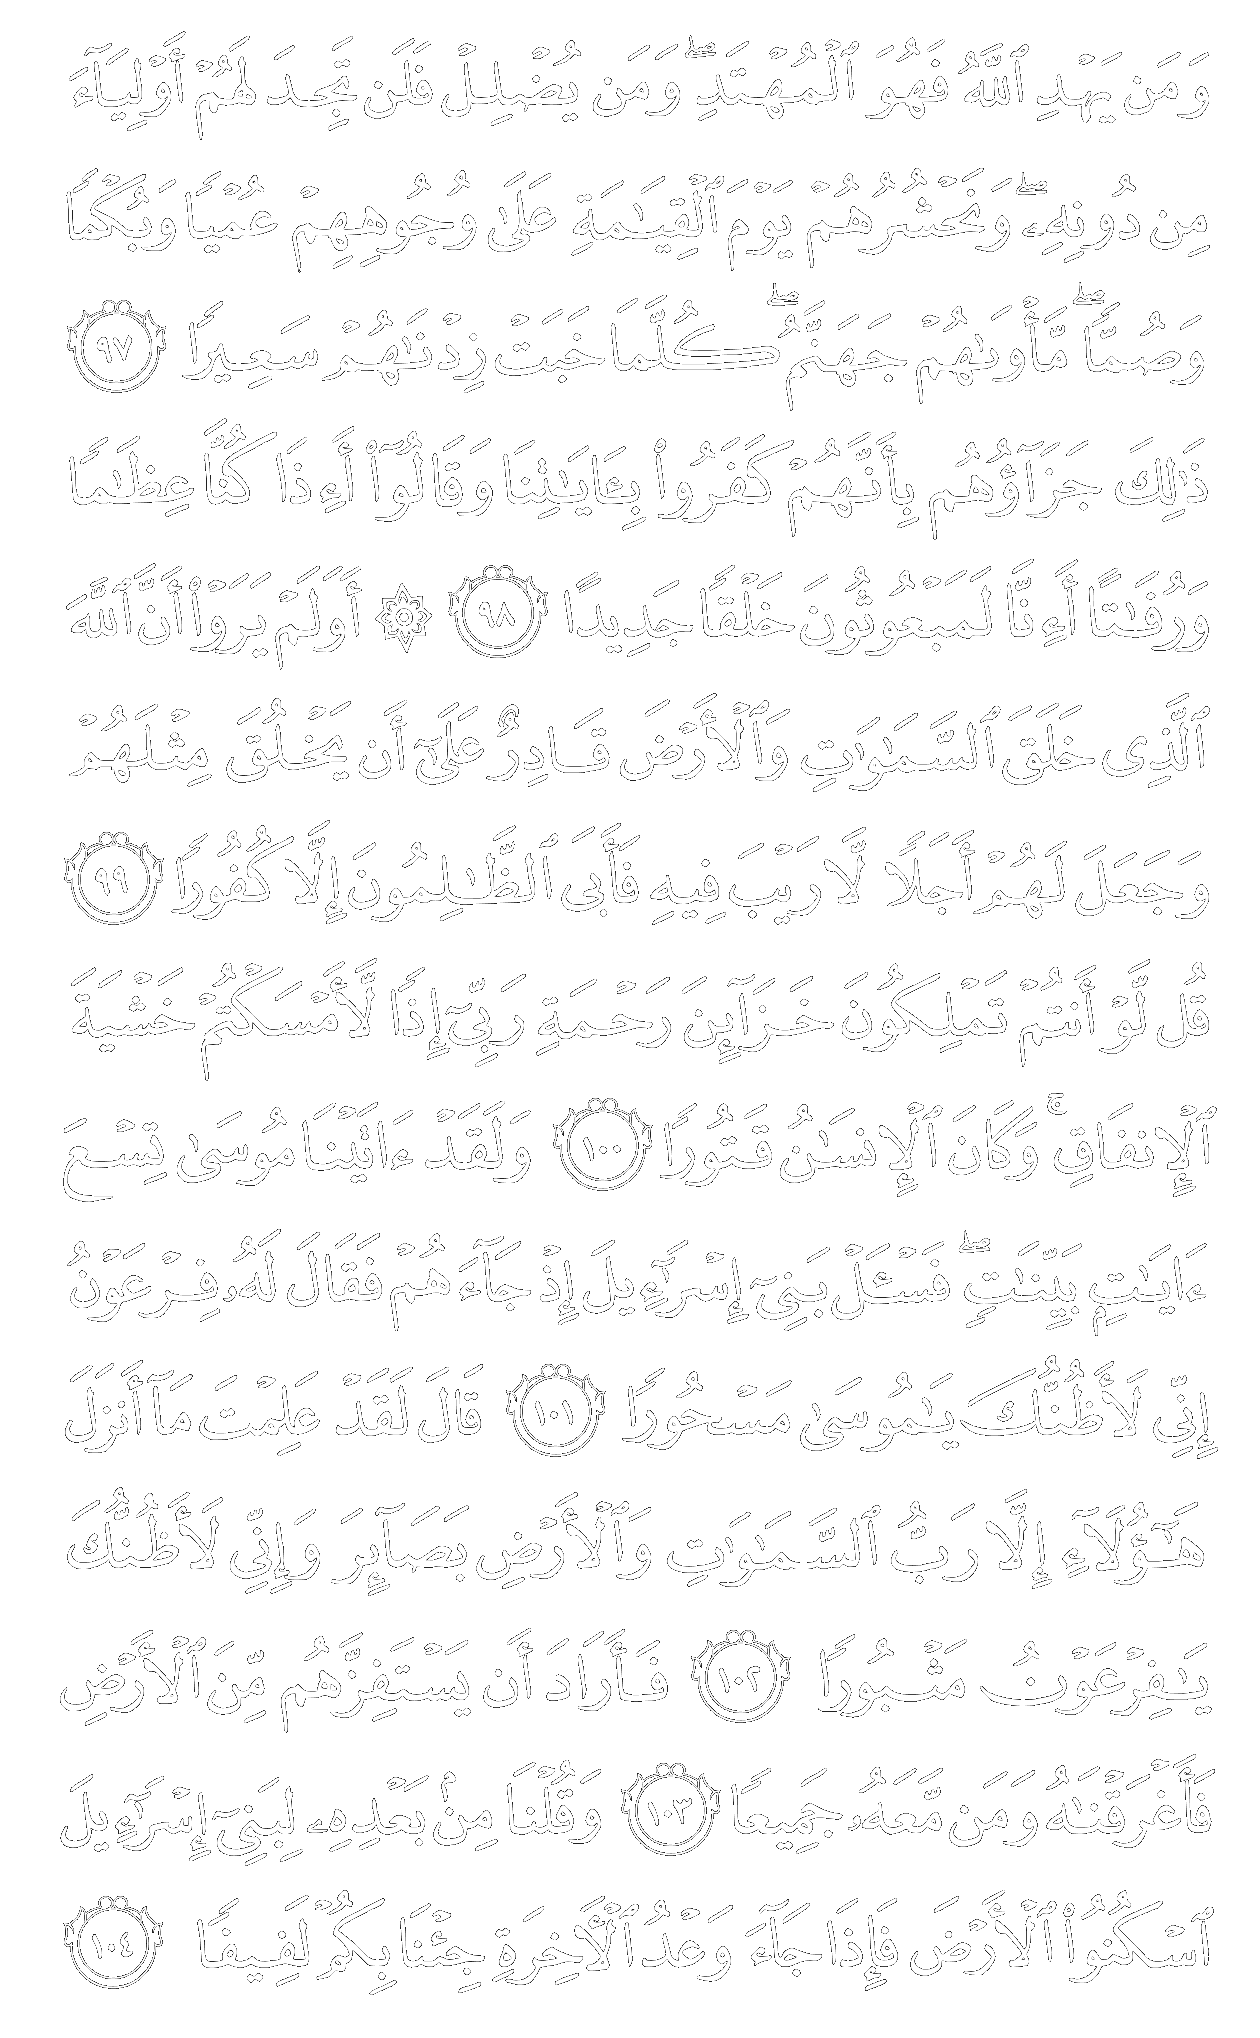 وَمَن يَهْدِ ٱللَّهُ فَهُوَ ٱلْمُهْتَدِ ۖ وَمَن يُضْلِلْ فَلَن تَجِدَ لَهُمْ أَوْلِيَآءَ
مِن دُونِهِۦ ۖ وَنَحْشُرُهُمْ يَوْمَ ٱلْقِيَـٰمَةِ عَلَىٰ وُجُوهِهِمْ عُمْيًا وَبُكْمًا
وَصُمًّا ۖ مَّأْوَىٰهُمْ جَهَنَّمُ ۖ كُلَّمَا خَبَتْ زِدْنَـٰهُمْ سَعِيرًا ٩٧
ذَٰلِكَ جَزَآؤُهُم بِأَنَّهُمْ كَفَرُوا۟ بِـَٔايَـٰتِنَا وَقَالُوٓا۟ أَءِذَا كُنَّا عِظَـٰمًا
وَرُفَـٰتًا أَءِنَّا لَمَبْعُوثُونَ خَلْقًا جَدِيدًا ٩٨ ۞ أَوَلَمْ يَرَوْا۟ أَنَّ ٱللَّهَ
ٱلَّذِى خَلَقَ ٱلسَّمَـٰوَٰتِ وَٱلْأَرْضَ قَادِرٌ عَلَىٰٓ أَن يَخْلُقَ مِثْلَهُمْ
وَجَعَلَ لَهُمْ أَجَلًا لَّا رَيْبَ فِيهِ فَأَبَى ٱلظَّـٰلِمُونَ إِلَّا كُفُورًا ٩٩
قُل لَّوْ أَنتُمْ تَمْلِكُونَ خَزَآئِنَ رَحْمَةِ رَبِّىٓ إِذًا لَّأَمْسَكْتُمْ خَشْيَةَ
ٱلْإِنفَاقِ ۚ وَكَانَ ٱلْإِنسَـٰنُ قَتُورًا ١٠٠ وَلَقَدْ ءَاتَيْنَا مُوسَىٰ تِسْعَ
ءَايَـٰتٍۭ بَيِّنَـٰتٍ ۖ فَسْـَٔلْ بَنِىٓ إِسْرَٰٓءِيلَ إِذْ جَآءَهُمْ فَقَالَ لَهُۥ فِرْعَوْنُ
إِنِّى لَأَظُنُّكَ يَـٰمُوسَىٰ مَسْحُورًا ١٠١ قَالَ لَقَدْ عَلِمْتَ مَآ أَنزَلَ
هَـٰٓؤُلَآءِ إِلَّا رَبُّ ٱلسَّمَـٰوَٰتِ وَٱلْأَرْضِ بَصَآئِرَ وَإِنِّى لَأَظُنُّكَ
يَـٰفِرْعَوْنُ مَثْبُورًا ١٠٢ فَأَرَادَ أَن يَسْتَفِزَّهُم مِّنَ ٱلْأَرْضِ
فَأَغْرَقْنَـٰهُ وَمَن مَّعَهُۥ جَمِيعًا ١٠٣ وَقُلْنَا مِنۢ بَعْدِهِۦ لِبَنِىٓ إِسْرَٰٓءِيلَ
ٱسْكُنُوا۟ ٱلْأَرْضَ فَإِذَا جَآءَ وَعْدُ ٱلْـَٔاخِرَةِ جِئْنَا بِكُمْ لَفِيفًا ١٠٤